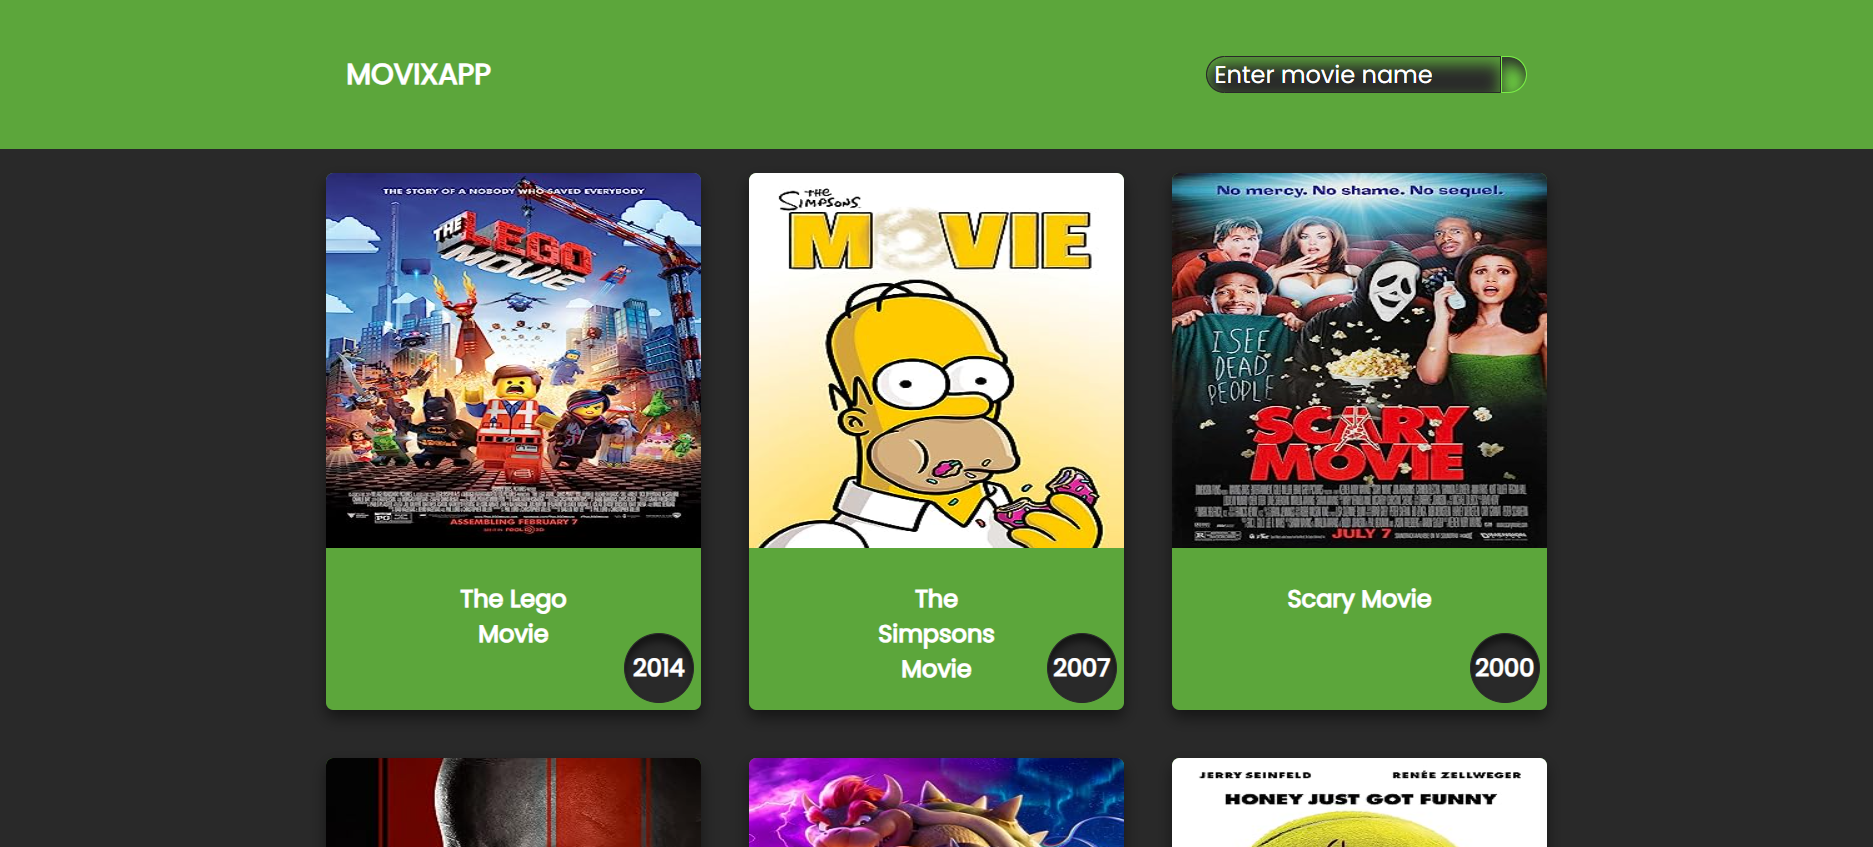 MOVIXAPP
Enter movie name
THE STORY OF A NOBODY WHO SAVED EVERYBODY
THE LEGO
MOVIE
ASSEMBLING FEBRUARY 7
The Lego
Movie
2014
THE
SIMPSONS
MOVIE
The
Simpsons
Movie
2007
No mercy. No shame. No sequel.
I SEE
DEAD
PEOPLE
SCARY
MOVIE
JULY 7
Scary Movie
2000
JERRY SEINFELD RENÉE ZELLWEGER
HONEY JUST GOT FUNNY